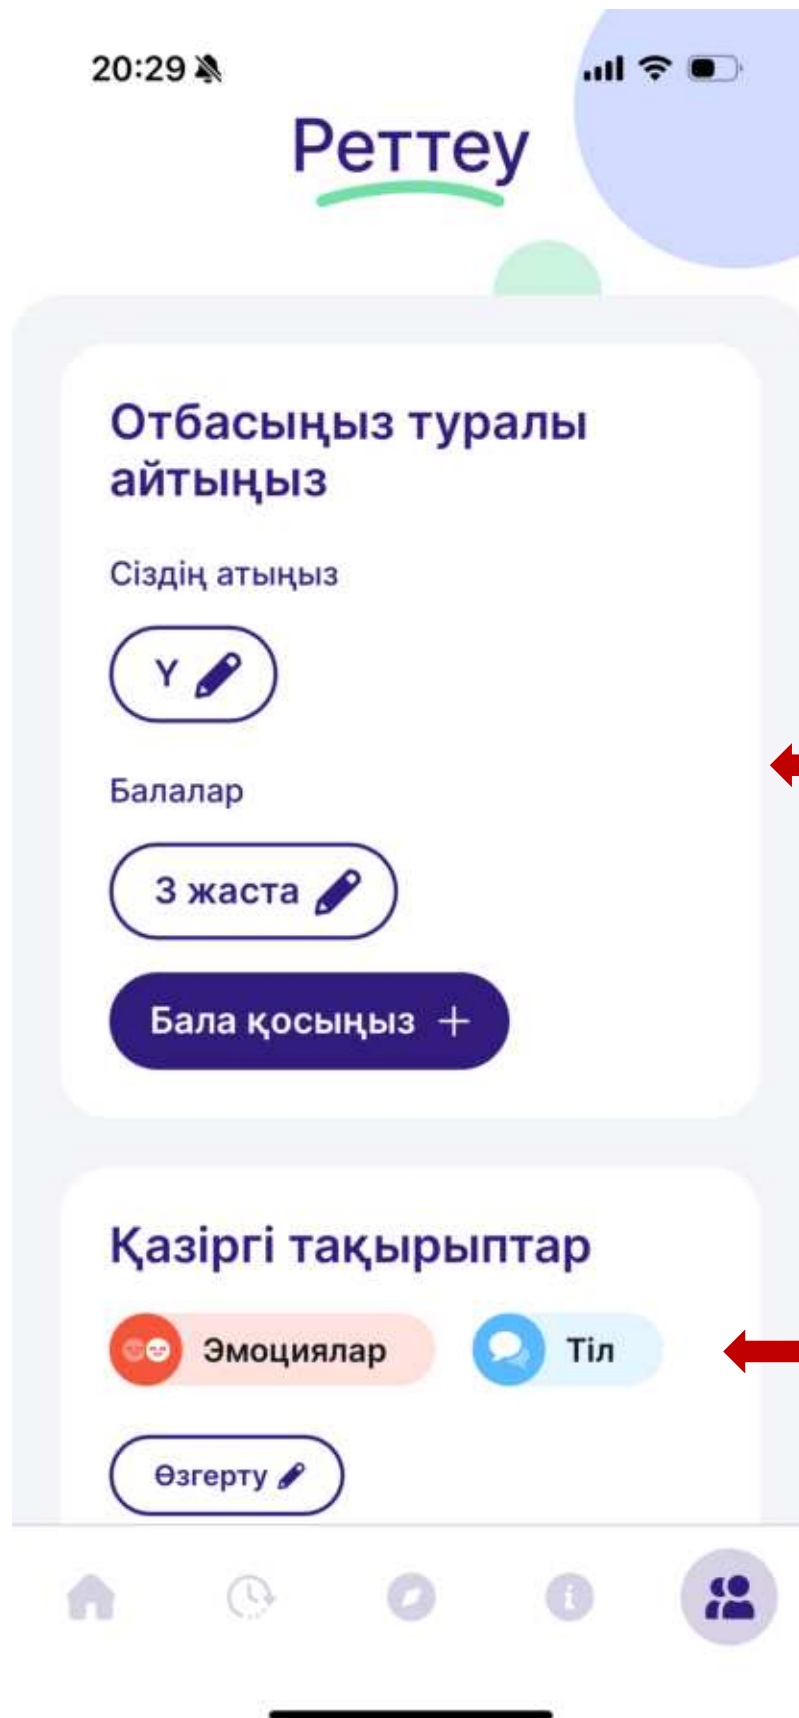 20:29
Реттеу
Отбасыңыз туралы
айтыңыз
Сіздің атыңыз
Y
Балалар
3 жаста
Бала қосыңыз +
Қазіргі тақырыптар
Эмоциялар
Тіл
Өзгерту